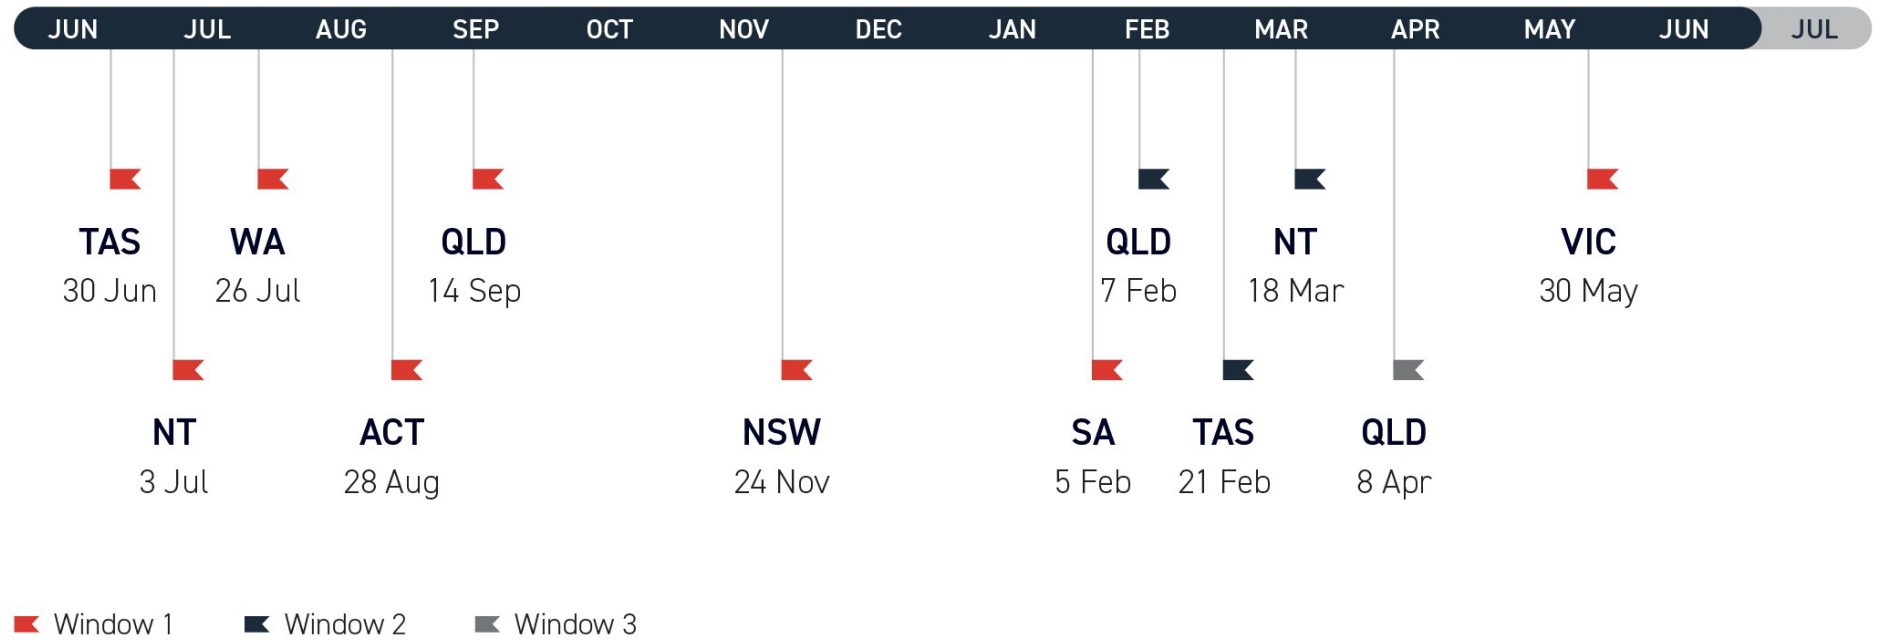 JUN JUL AUG SEP OCT NOV DEC JAN FEB MAR APR MAY JUN JUL
TAS WA QLD QLD NT VIC
30 Jun 26 Jul 14 Sep 7 Feb 18 Mar 30 May
NT ACT NSW SA TAS QLD
3 Jul 28 Aug 24 Nov 5 Feb 21 Feb 8 Apr
Window 1 Window 2 Window 3